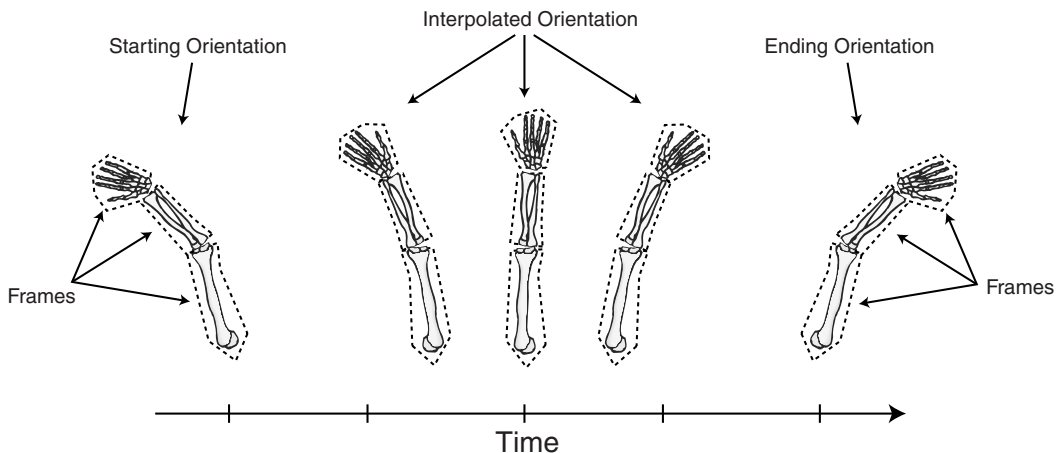 Interpolated Orientation
Starting Orientation
Ending Orientation
Frames
Frames
Time